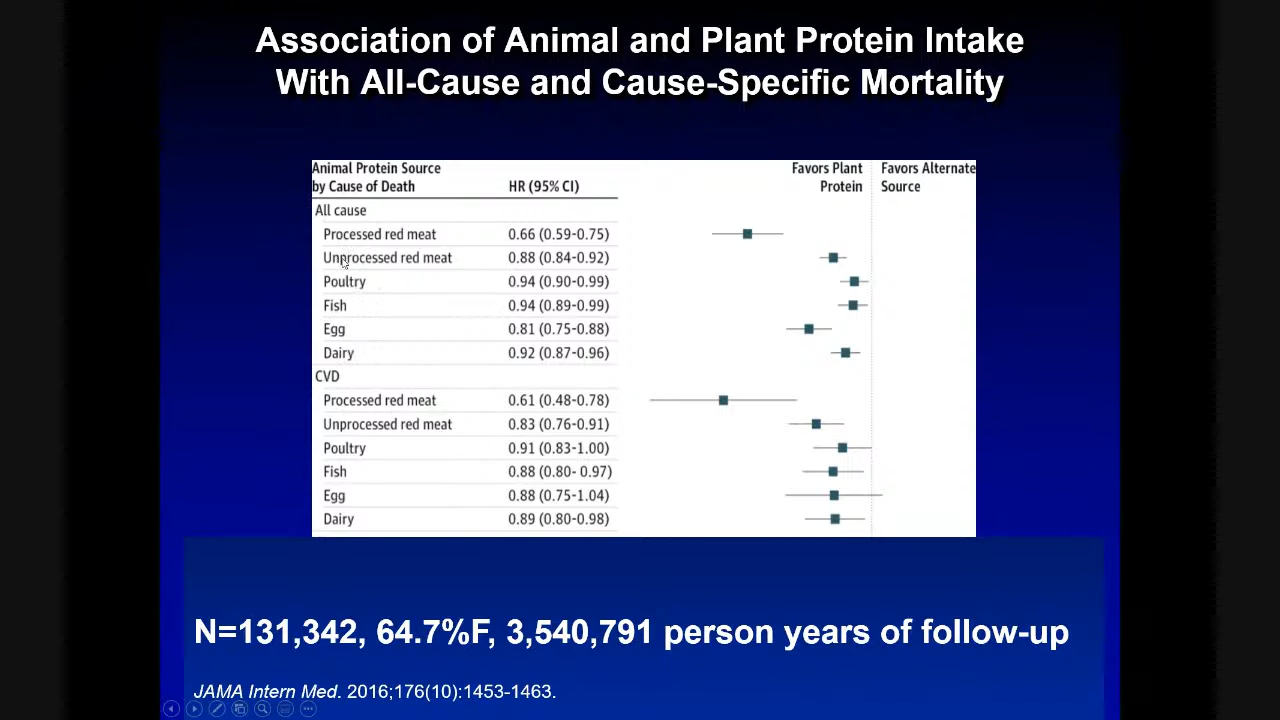 Association of Animal and Plant Protein Intake
With All-Cause and Cause-Specific Mortality
Animal Protein Source
by Cause of Death
HR (95% CI)
Favors Plant
Protein
Favors Alternate
Source
All cause
Processed red meat 0.66 (0.59-0.75)
Unprocessed red meat 0.88 (0.84-0.92)
Poultry 0.94 (0.90-0.99)
Fish 0.94 (0.89-0.99)
Egg 0.81 (0.75-0.88)
Dairy 0.92 (0.87-0.96)
CVD
Processed red meat 0.61 (0.48-0.78)
Unprocessed red meat 0.83 (0.76-0.91)
Poultry 0.91 (0.83-1.00)
Fish 0.88 (0.80- 0.97)
Egg 0.88 (0.75-1.04)
Dairy 0.89 (0.80-0.98)
N=131,342, 64.7%F, 3,540,791 person years of follow-up
JAMA Intern Med. 2016;176(10):1453-1463.